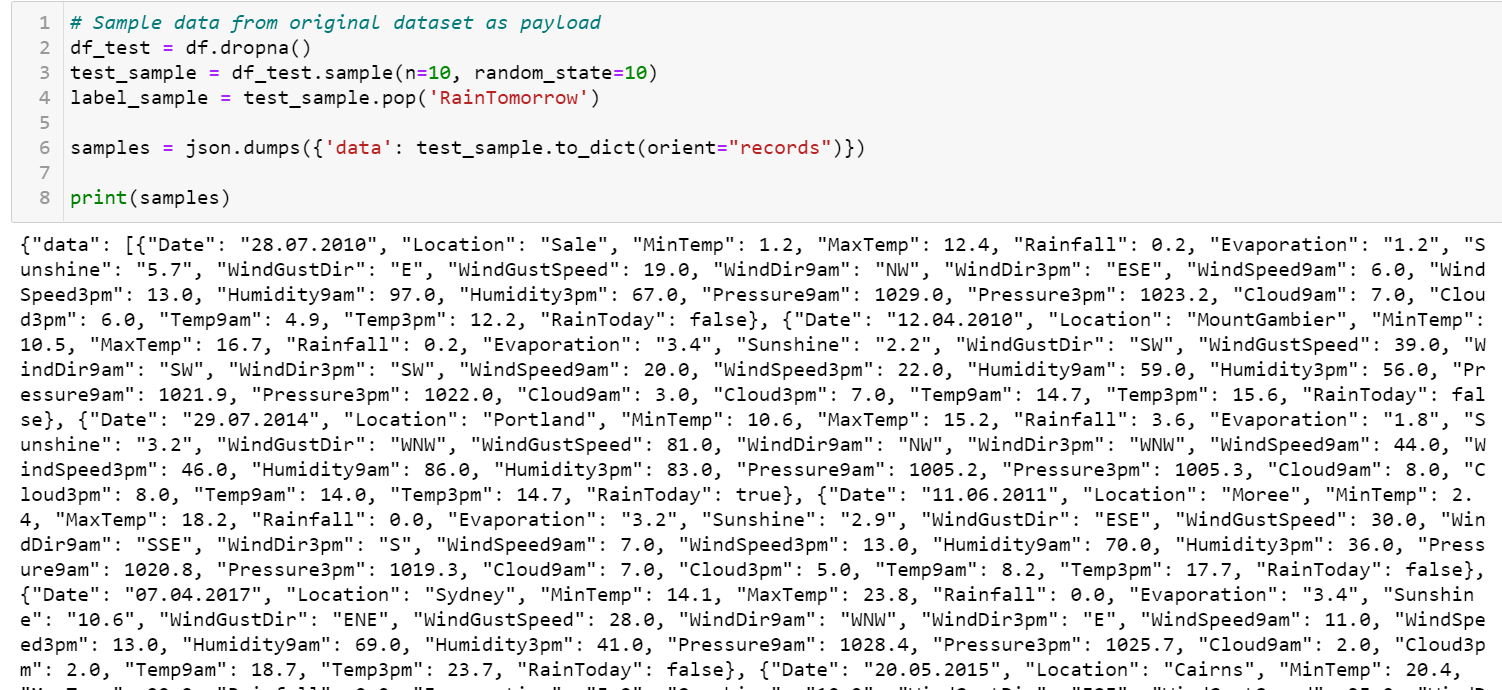 1 # Sample data from original dataset as payload
2 df_test = df.dropna()
3 test_sample = df_test.sample(n=10, random_state=10)
4 label_sample = test_sample.pop('RainTomorrow')
5
6 samples = json.dumps({'data': test_sample.to_dict(orient="records")})
7
8 print(samples)
{"data": [{"Date": "28.07.2010", "Location": "Sale", "MinTemp": 1.2, "MaxTemp": 12.4, "Rainfall": 0.2, "Evaporation": "1.2", "S
unshine": "5.7", "WindGustDir": "E", "WindGustSpeed": 19.0, "WindDir9am": "NW", "WindDir3pm": "ESE", "WindSpeed9am": 6.0, "Wind
Speed3pm": 13.0, "Humidity9am": 97.0, "Humidity3pm": 67.0, "Pressure9am": 1029.0, "Pressure3pm": 1023.2, "Cloud9am": 7.0, "Clou
d3pm": 6.0, "Temp9am": 4.9, "Temp3pm": 12.2, "RainToday": false}, {"Date": "12.04.2010", "Location": "MountGambier", "MinTemp":
10.5, "MaxTemp": 16.7, "Rainfall": 0.2, "Evaporation": "3.4", "Sunshine": "2.2", "WindGustDir": "SW", "WindGustSpeed": 39.0, "W
indDir9am": "SW", "WindDir3pm": "SW", "WindSpeed9am": 20.0, "WindSpeed3pm": 22.0, "Humidity9am": 59.0, "Humidity3pm": 56.0, "Pr
essure9am": 1021.9, "Pressure3pm": 1022.0, "Cloud9am": 3.0, "Cloud3pm": 7.0, "Temp9am": 14.7, "Temp3pm": 15.6, "RainToday": fal
se}, {"Date": "29.07.2014", "Location": "Portland", "MinTemp": 10.6, "MaxTemp": 15.2, "Rainfall": 3.6, "Evaporation": "1.8", "S
unshine": "3.2", "WindGustDir": "WNW", "WindGustSpeed": 81.0, "WindDir9am": "NW", "WindDir3pm": "WNW", "WindSpeed9am": 44.0, "W
indSpeed3pm": 46.0, "Humidity9am": 86.0, "Humidity3pm": 83.0, "Pressure9am": 1005.2, "Pressure3pm": 1005.3, "Cloud9am": 8.0, "C
loud3pm": 8.0, "Temp9am": 14.0, "Temp3pm": 14.7, "RainToday": true}, {"Date": "11.06.2011", "Location": "Moree", "MinTemp": 2.
4, "MaxTemp": 18.2, "Rainfall": 0.0, "Evaporation": "3.2", "Sunshine": "2.9", "WindGustDir": "ESE", "WindGustSpeed": 30.0, "Win
dDir9am": "SSE", "WindDir3pm": "S", "WindSpeed9am": 7.0, "WindSpeed3pm": 13.0, "Humidity9am": 70.0, "Humidity3pm": 36.0, "Press
ure9am": 1020.8, "Pressure3pm": 1019.3, "Cloud9am": 7.0, "Cloud3pm": 5.0, "Temp9am": 8.2, "Temp3pm": 17.7, "RainToday": false},
{"Date": "07.04.2017", "Location": "Sydney", "MinTemp": 14.1, "MaxTemp": 23.8, "Rainfall": 0.0, "Evaporation": "3.4", "Sunshin
e": "10.6", "WindGustDir": "ENE", "WindGustSpeed": 28.0, "WindDir9am": "WNW", "WindDir3pm": "E", "WindSpeed9am": 11.0, "WindSpe
ed3pm": 13.0, "Humidity9am": 69.0, "Humidity3pm": 41.0, "Pressure9am": 1028.4, "Pressure3pm": 1025.7, "Cloud9am": 2.0, "Cloud3p
m": 2.0, "Temp9am": 18.7, "Temp3pm": 23.7, "RainToday": false}, {"Date": "20.05.2015", "Location": "Cairns", "MinTemp": 20.4,